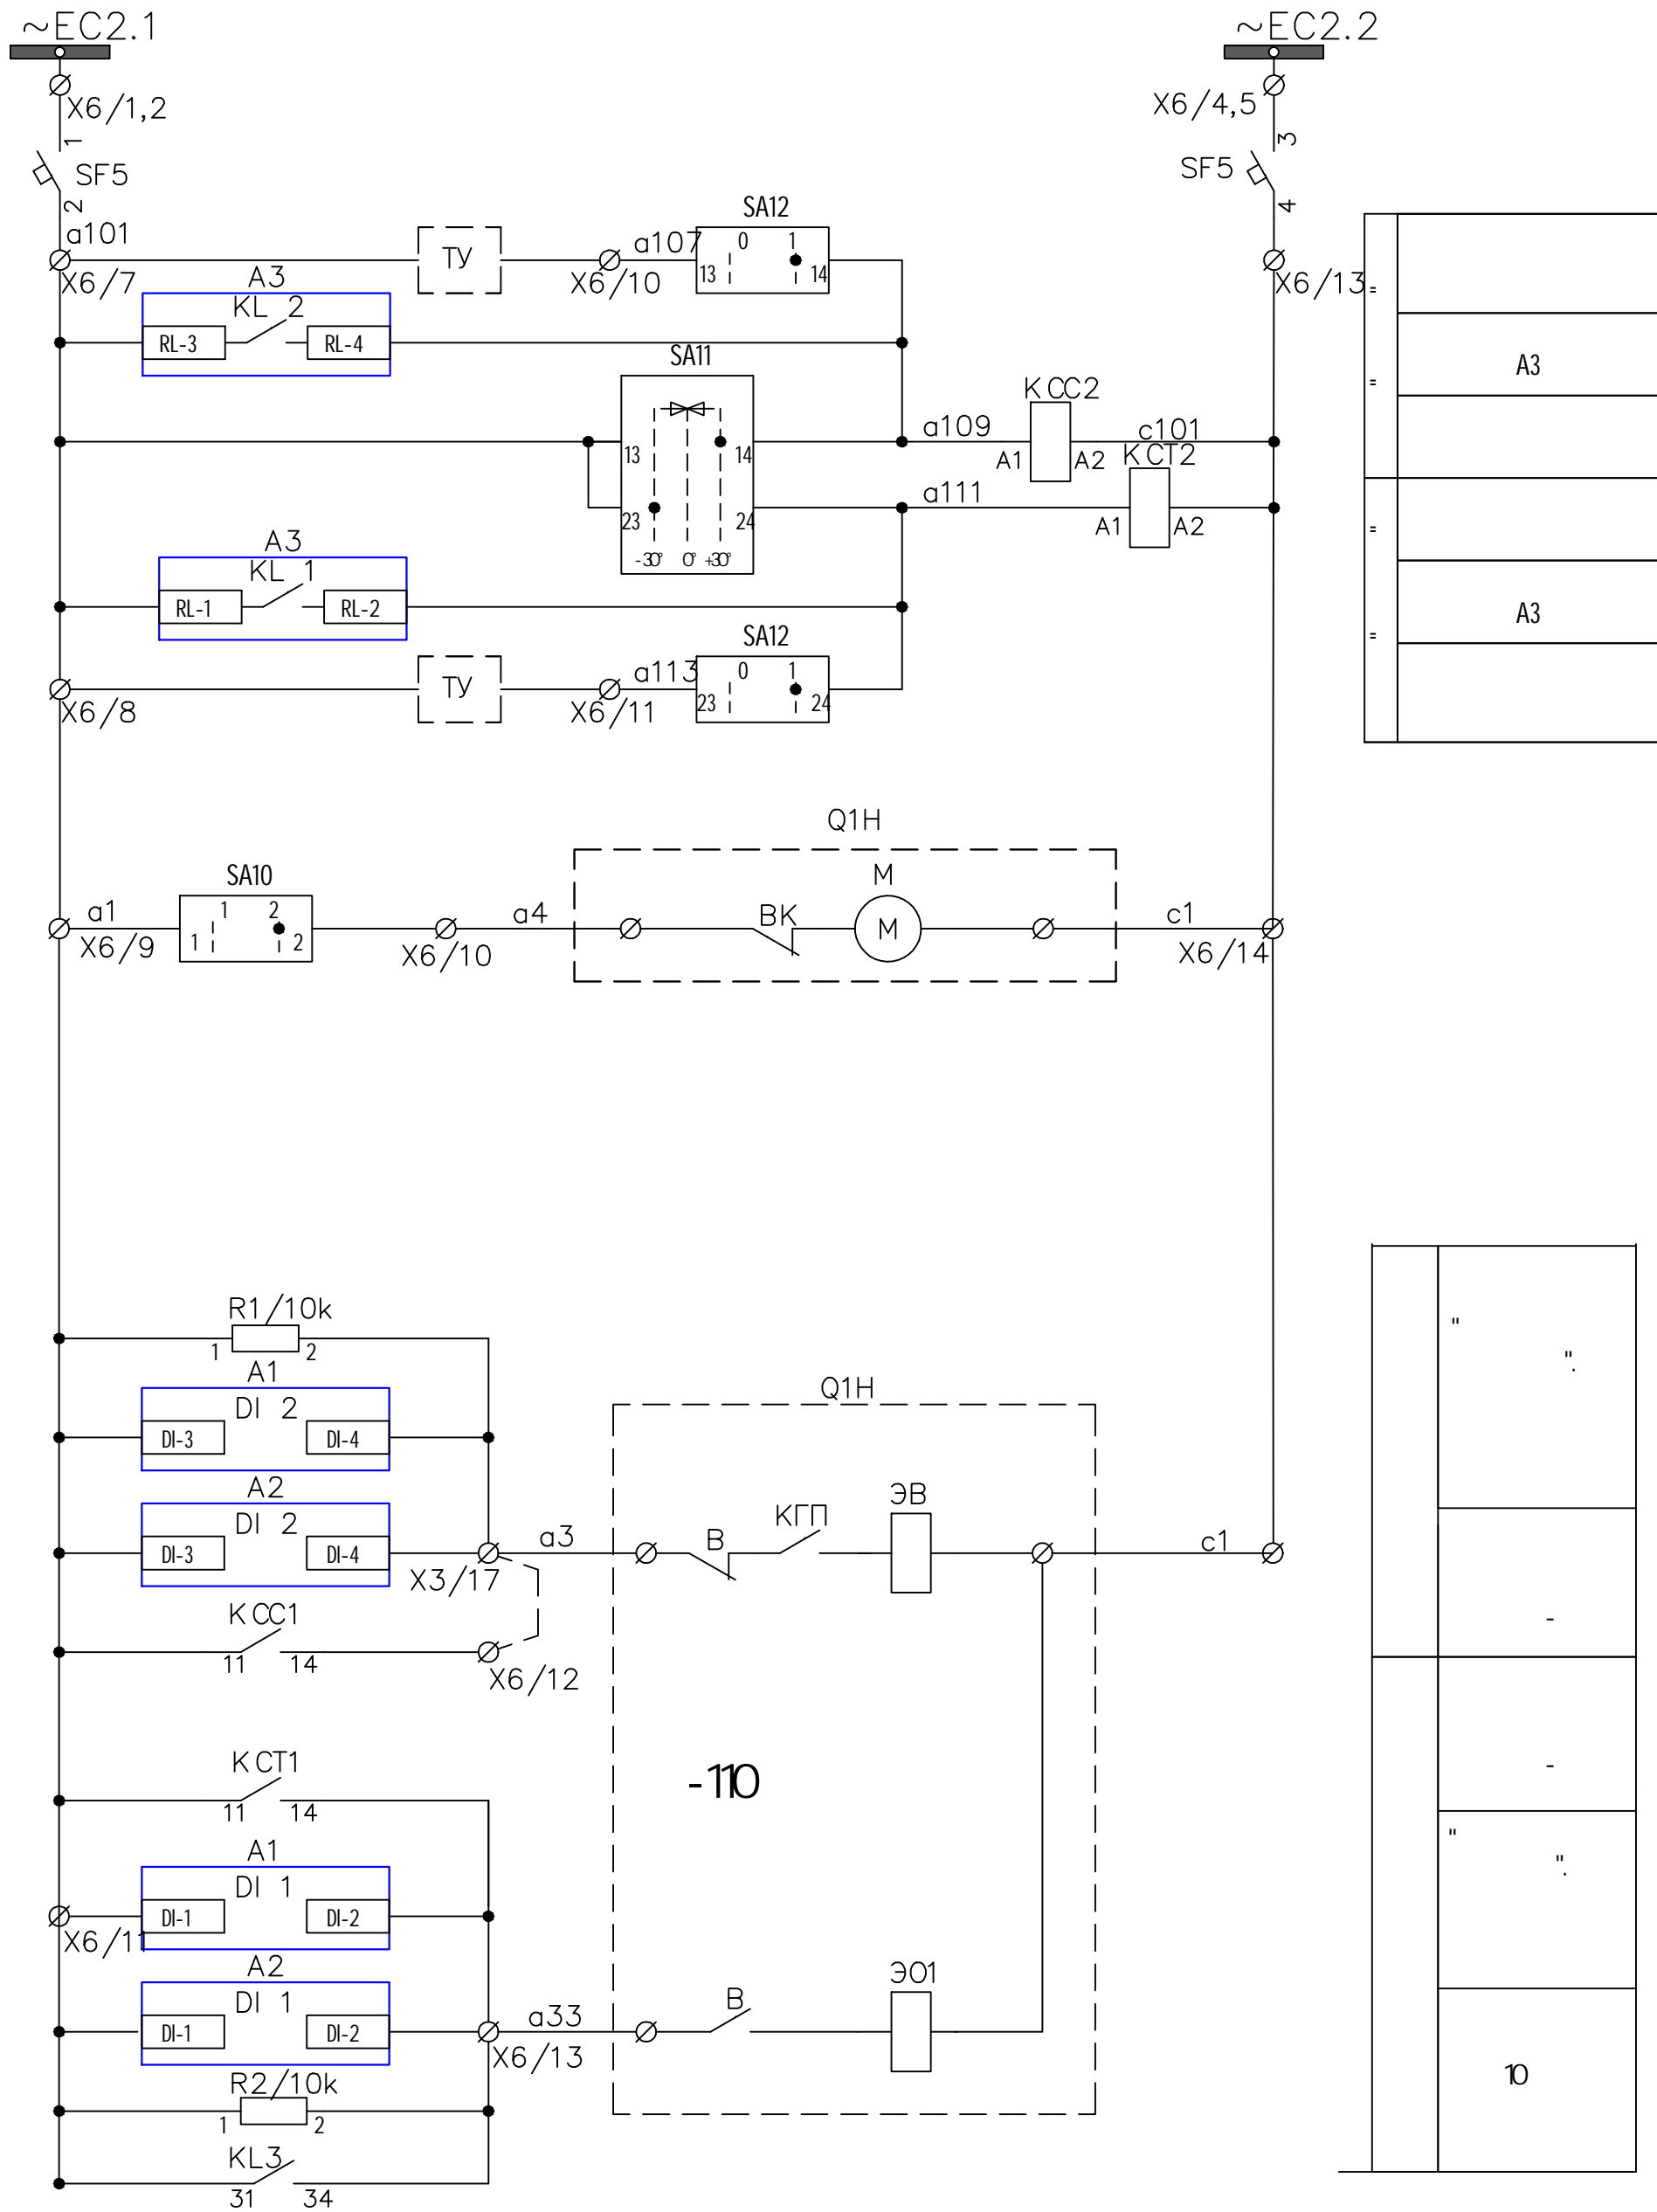 ~EC2.1
~EC2.2
X6/1,2
X6/4,5
1
3
SF5
SF5
2
4
a101
SA12
ТУ
a107
0 1
13 14
X6/7
X6/10
X6/13
A3
KL 2
RL-3
RL-4
=
A3
=
SA11
KCC2
a109
c101
13
14
A1
A2
KCT2
a111
23
24
A1
A2
-30° 0° +30°
=
A3
KL 1
RL-1
RL-2
A3
=
SA12
ТУ
a113
0 1
23 24
X6/8
X6/11
Q1H
SA10
M
a1
1 2
1 2
a4
BK
M
c1
X6/9
X6/10
X6/14
R1/10k
1
2
"
".
A1
DI 2
DI-3
DI-4
Q1H
A2
DI 2
DI-3
DI-4
a3
B
КГП
ЭВ
c1
X3/17
KCC1
11
14
X6/12
-
KCT1
11
14
-110
-
A1
DI 1
DI-1
DI-2
"
".
X6/11
A2
DI 1
DI-1
DI-2
a33
B
ЭО1
X6/13
R2/10k
1
2
10
KL3
31
34